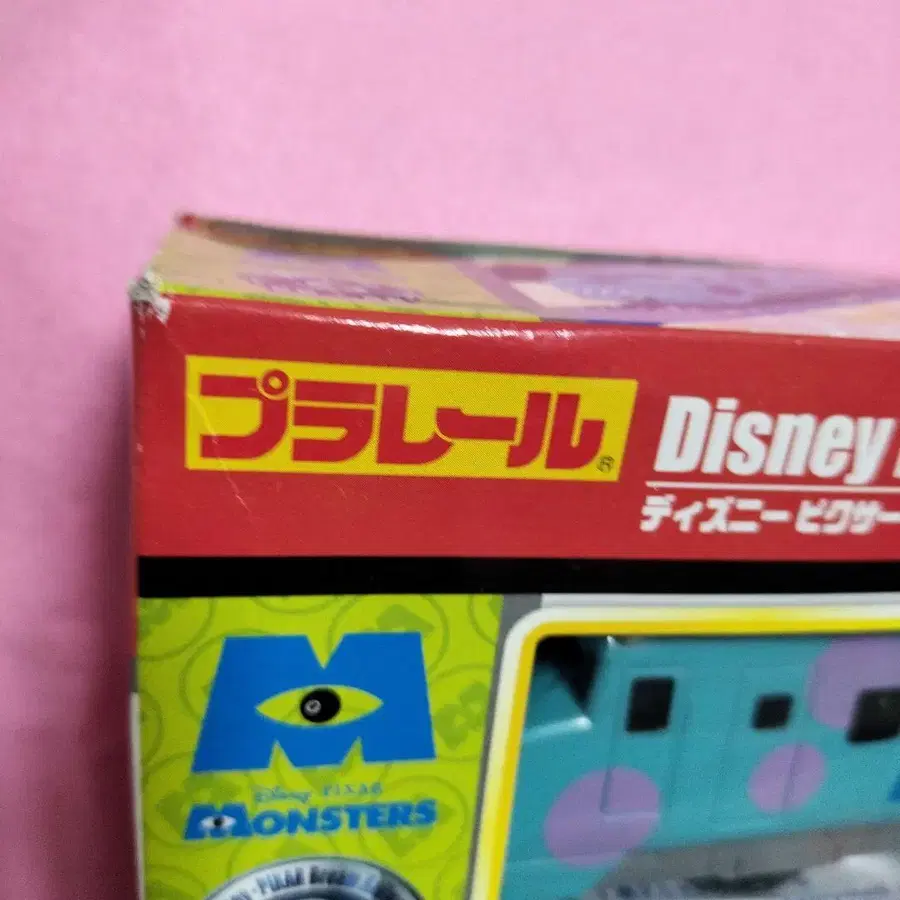 プラレール®
Disney
ディズニー ピクサー
M
Disney · PIXAR
MONSTERS